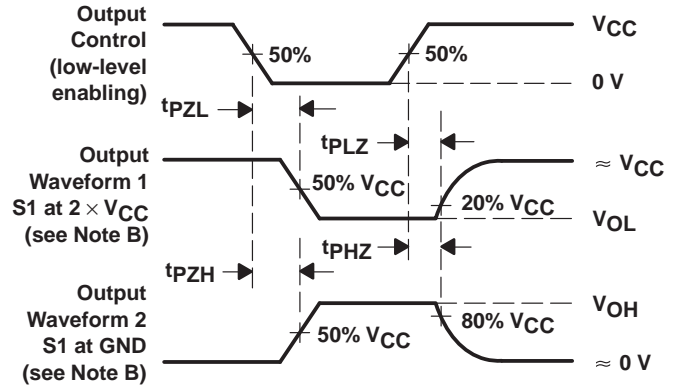 Output
Control
(low-level
enabling)
50%
50%
VCC
0 V
tPZL
tPLZ
Output
Waveform 1
S1 at 2 × VCC
(see Note B)
50% VCC
20% VCC
≈ VCC
VOL
tPZH
tPHZ
Output
Waveform 2
S1 at GND
(see Note B)
50% VCC
80% VCC
VOH
≈ 0 V